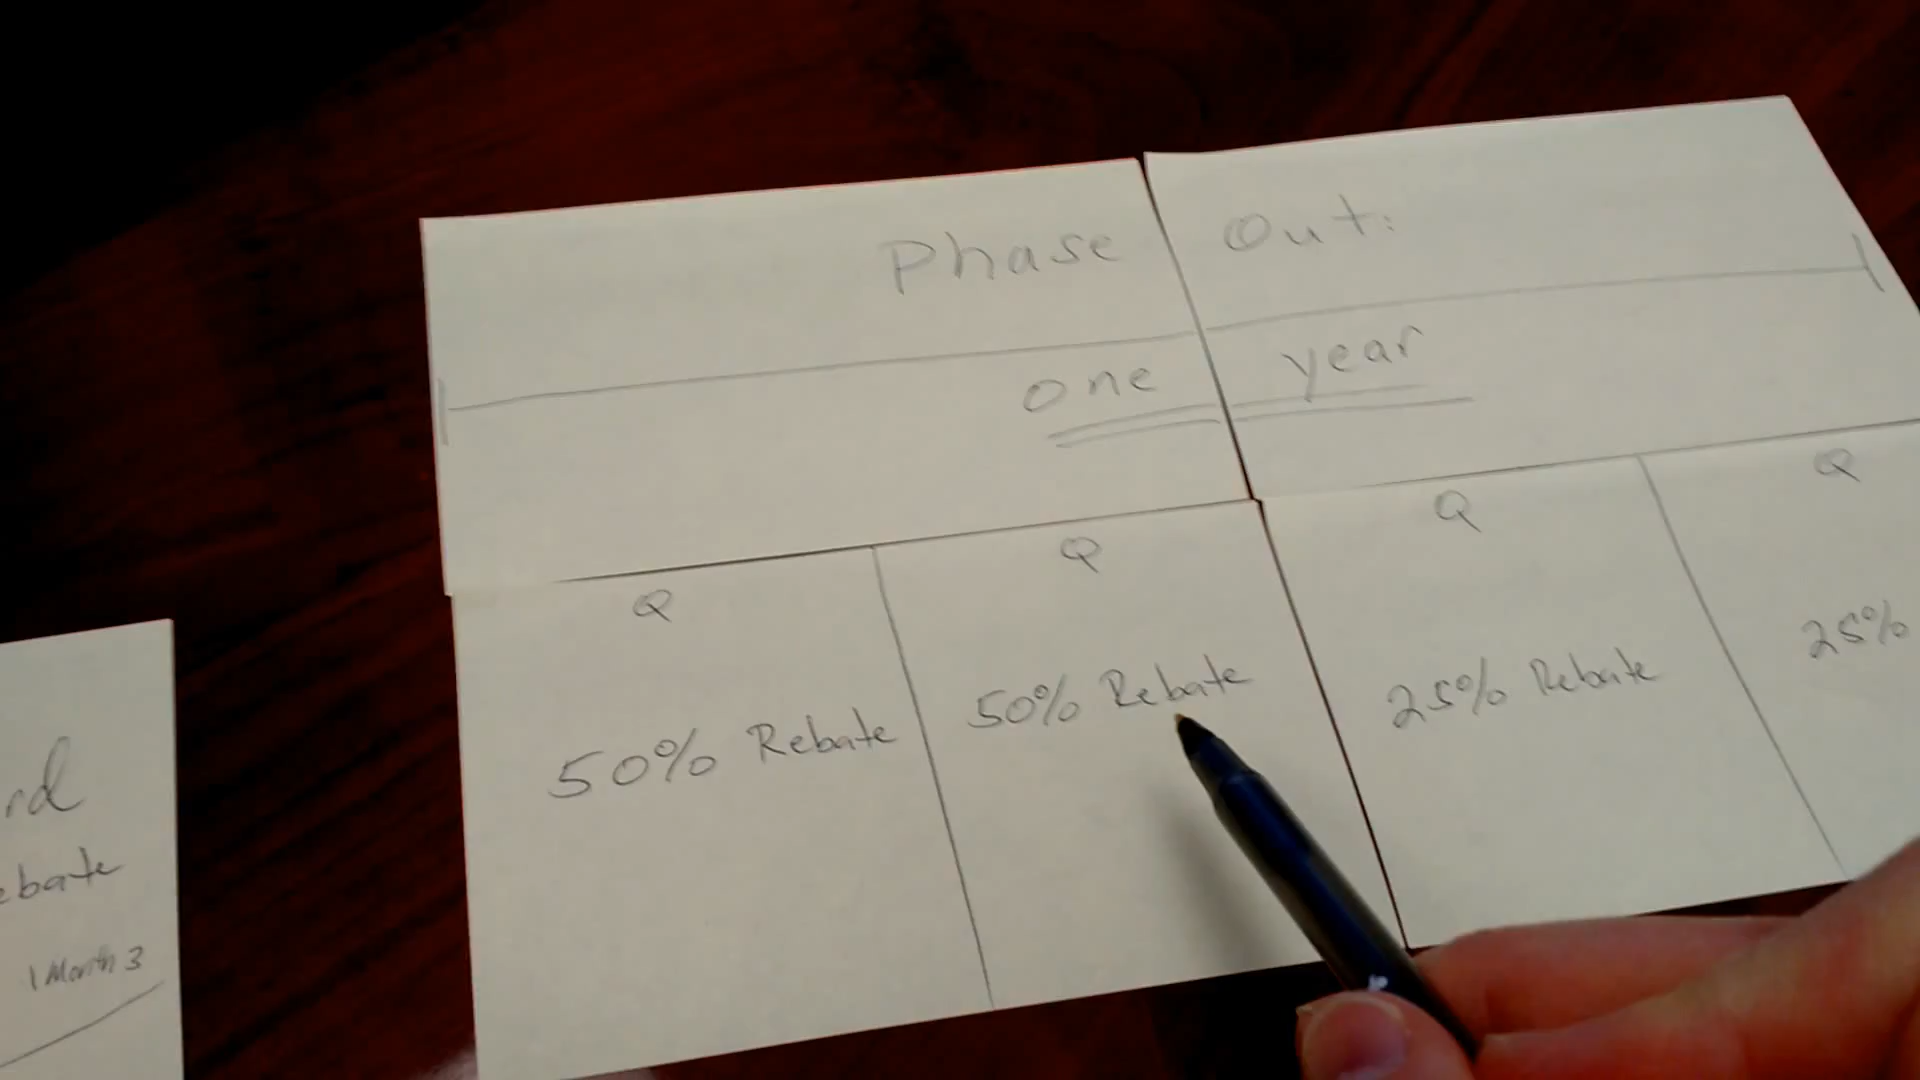 Phase Out:
one year
Q Q Q Q
50% Rebate 50% Rebate 25% Rebate 25%
rd
ebate
1 Month 3